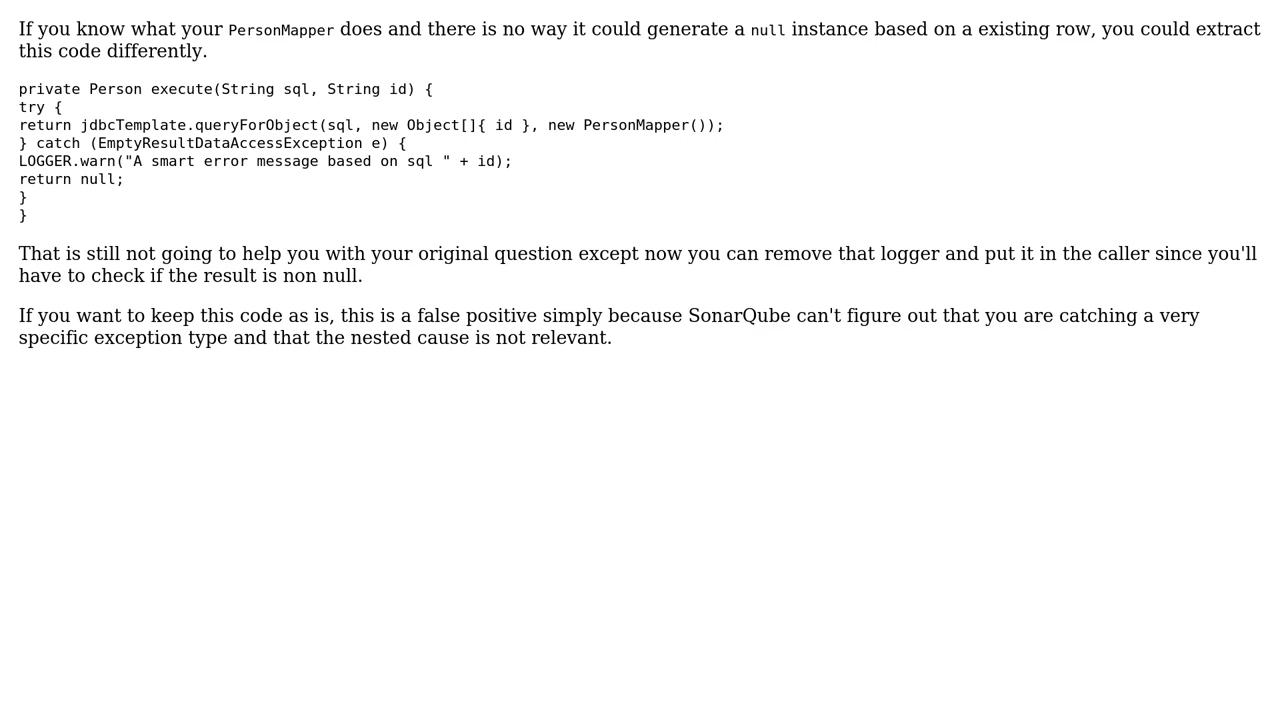 If you know what your PersonMapper does and there is no way it could generate a null instance based on a existing row, you could extract
this code differently.
private Person execute(String sql, String id) {
try {
return jdbcTemplate.queryForObject(sql, new Object[]{ id }, new PersonMapper());
} catch (EmptyResultDataAccessException e) {
LOGGER.warn("A smart error message based on sql " + id);
return null;
}
}
That is still not going to help you with your original question except now you can remove that logger and put it in the caller since you'll
have to check if the result is non null.
If you want to keep this code as is, this is a false positive simply because SonarQube can't figure out that you are catching a very
specific exception type and that the nested cause is not relevant.